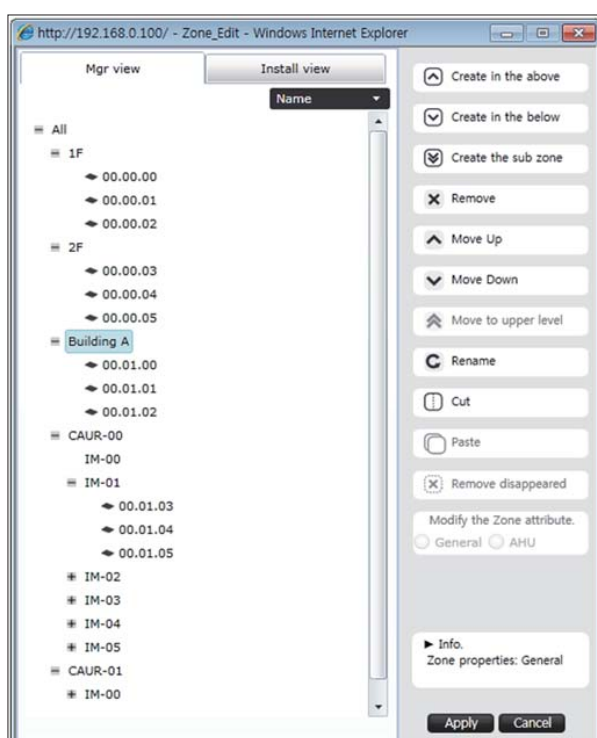 http://192.168.0.100/ - Zone_Edit - Windows Internet Explorer
Mgr view
Install view
Name
All
1F
00.00.00
00.00.01
00.00.02
2F
00.00.03
00.00.04
00.00.05
Building A
00.01.00
00.01.01
00.01.02
CAUR-00
IM-00
IM-01
00.01.03
00.01.04
00.01.05
IM-02
IM-03
IM-04
IM-05
CAUR-01
IM-00
Create in the above
Create in the below
Create the sub zone
Remove
Move Up
Move Down
Move to upper level
Rename
Cut
Paste
Remove disappeared
Modify the Zone attribute.
General AHU
Info.
Zone properties: General
Apply Cancel